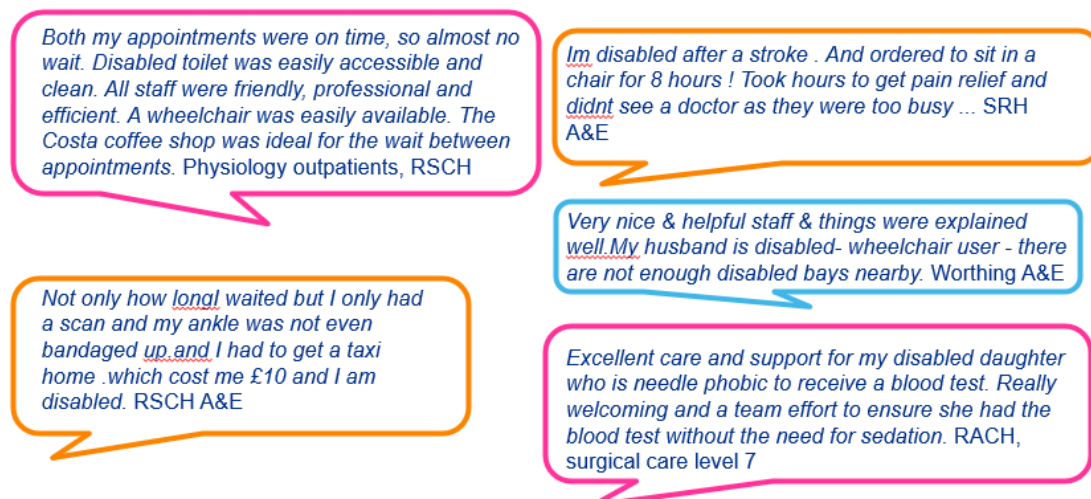 Both my appointments were on time, so almost no
wait. Disabled toilet was easily accessible and
clean. All staff were friendly, professional and
efficient. A wheelchair was easily available. The
Costa coffee shop was ideal for the wait between
appointments. Physiology outpatients, RSCH
Im disabled after a stroke . And ordered to sit in a
chair for 8 hours ! Took hours to get pain relief and
didnt see a doctor as they were too busy ... SRH
A&E
Very nice & helpful staff & things were explained
well.My husband is disabled- wheelchair user - there
are not enough disabled bays nearby. Worthing A&E
Not only how longI waited but I only had
a scan and my ankle was not even
bandaged up.and I had to get a taxi
home .which cost me £10 and I am
disabled. RSCH A&E
Excellent care and support for my disabled daughter
who is needle phobic to receive a blood test. Really
welcoming and a team effort to ensure she had the
blood test without the need for sedation. RACH,
surgical care level 7